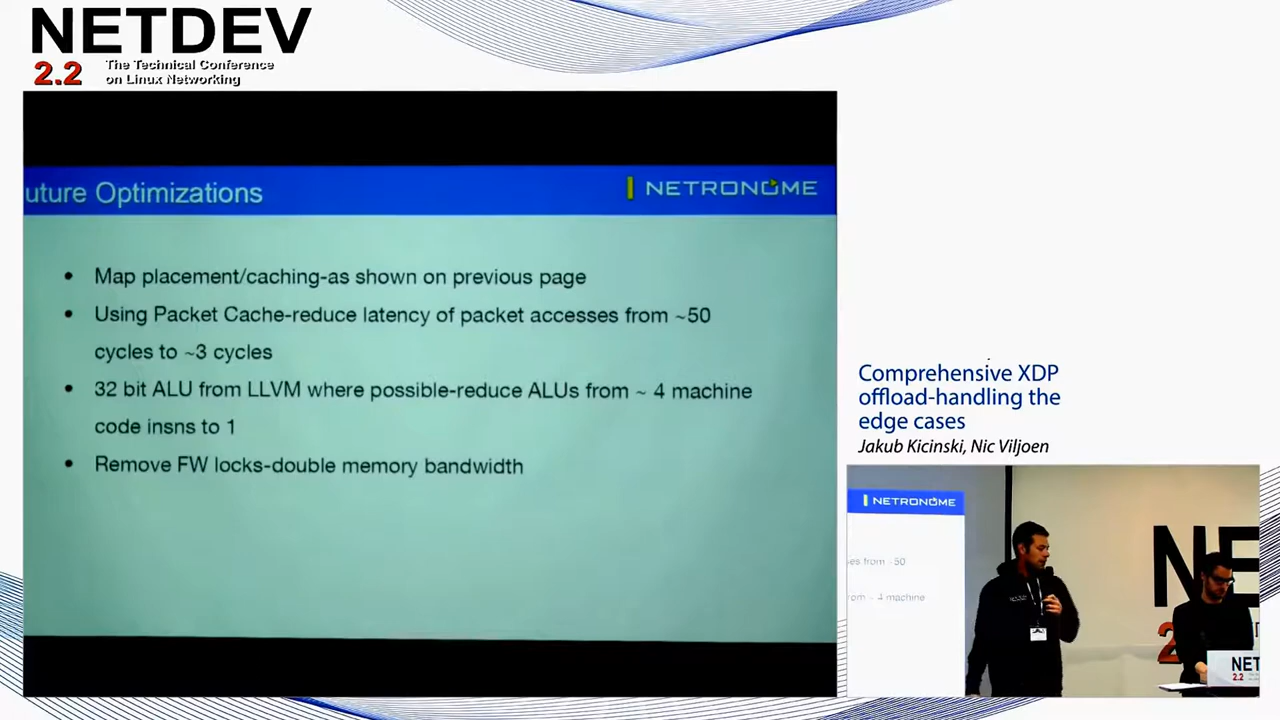 NETDEV
2.2
The Technical Conference
on Linux Networking
uture Optimizations
NETRONOME
• Map placement/caching-as shown on previous page
• Using Packet Cache-reduce latency of packet accesses from ~50
cycles to ~3 cycles
• 32 bit ALU from LLVM where possible-reduce ALUs from ~ 4 machine
code insns to 1
• Remove FW locks-double memory bandwidth
Comprehensive XDP
offload-handling the
edge cases
Jakub Kicinski, Nic Viljoen
NETRONOME
es from ~50
rom ~ 4 machine
NE
2
NET
2.2